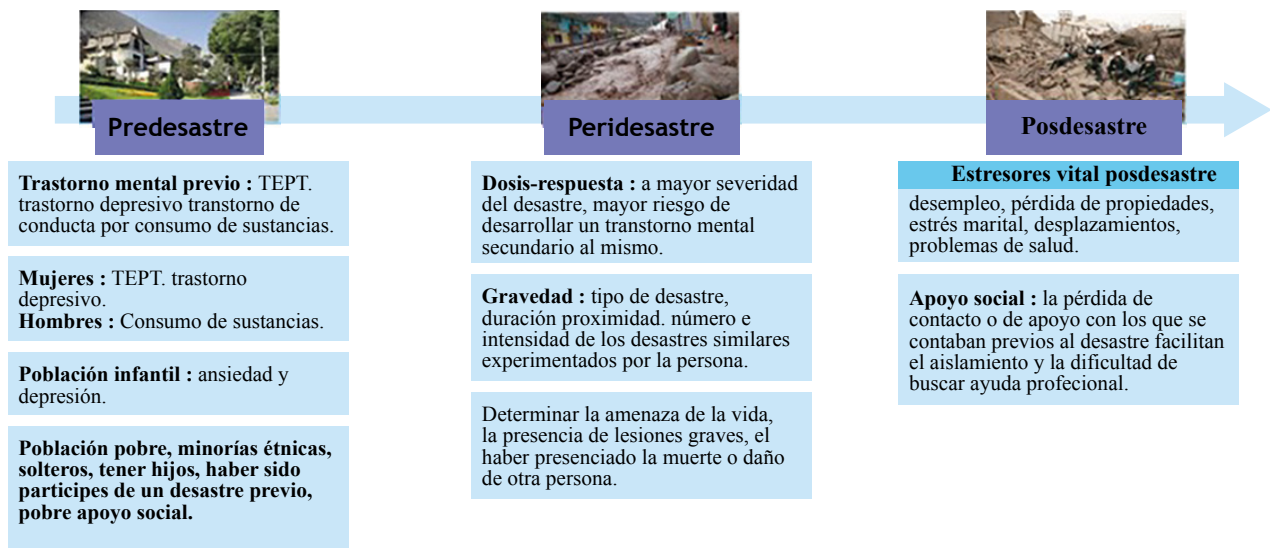 Predesastre
Trastorno mental previo : TEPT.
trastorno depresivo transtorno de
conducta por consumo de sustancias.
Mujeres : TEPT. trastorno
depresivo.
Hombres : Consumo de sustancias.
Población infantil : ansiedad y
depresión.
Población pobre, minorías étnicas,
solteros, tener hijos, haber sido
participes de un desastre previo,
pobre apoyo social.
Peridesastre
Dosis-respuesta : a mayor severidad
del desastre, mayor riesgo de
desarrollar un transtorno mental
secundario al mismo.
Gravedad : tipo de desastre,
duración proximidad. número e
intensidad de los desastres similares
experimentados por la persona.
Determinar la amenaza de la vida,
la presencia de lesiones graves, el
haber presenciado la muerte o daño
de otra persona.
Posdesastre
Estresores vital posdesastre
desempleo, pérdida de propiedades,
estrés marital, desplazamientos,
problemas de salud.
Apoyo social : la pérdida de
contacto o de apoyo con los que se
contaban previos al desastre facilitan
el aislamiento y la dificultad de
buscar ayuda profecional.